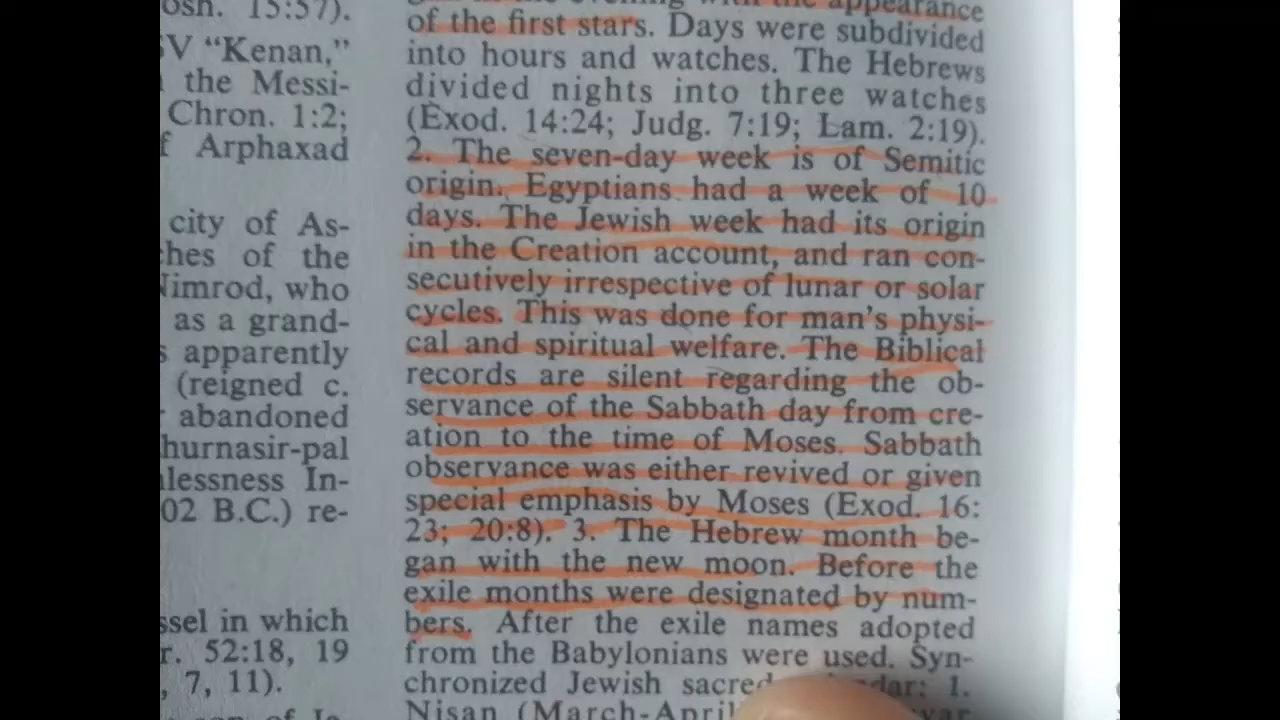 osh. 15:57).
V "Kenan,"
the Messi-
Chron. 1:2;
f Arphaxad
city of As-
hes of the
Nimrod, who
as a grand-
s apparently
(reigned c.
abandoned
hurnasir-pal
lessness In-
02 B.C.) re-
ssel in which
r. 52:18, 19
, 7, 11).
appearance
of the first stars. Days were subdivided
into hours and watches. The Hebrews
divided nights into three watches
(Exod. 14:24; Judg. 7:19; Lam. 2:19).
2. The seven-day week is of Semitic
origin. Egyptians had a week of 10
days. The Jewish week had its origin
in the Creation account, and ran con-
secutively irrespective of lunar or solar
cycles. This was done for man's physi-
cal and spiritual welfare. The Biblical
records are silent regarding the ob-
servance of the Sabbath day from cre-
ation to the time of Moses. Sabbath
observance was either revived or given
special emphasis by Moses (Exod. 16:
23; 20:8). 3. The Hebrew month be-
gan with the new moon. Before the
exile months were designated by num-
bers. After the exile names adopted
from the Babylonians were used. Syn-
chronized Jewish sacred 1.
Nisan (March-April